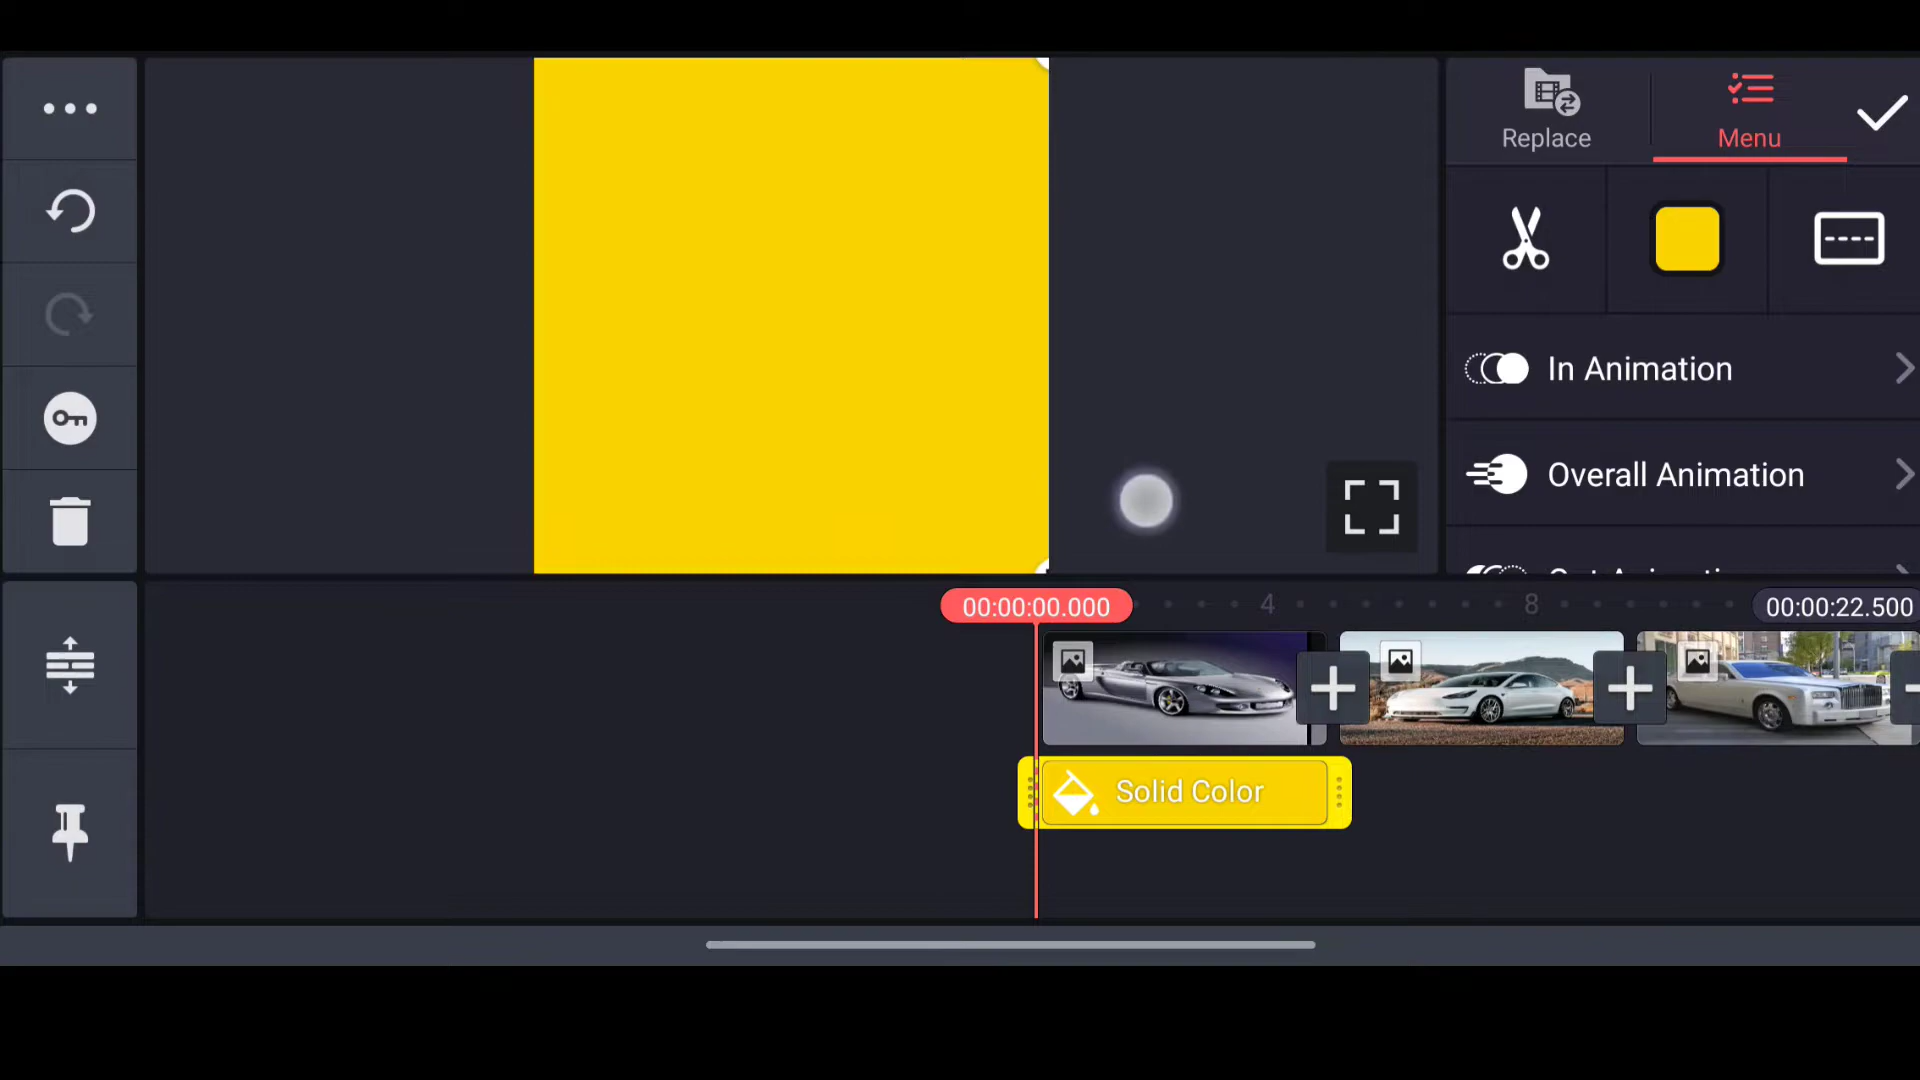 Replace
Menu
In Animation
Overall Animation
00:00:00.000
4
8
00:00:22.500
Solid Color